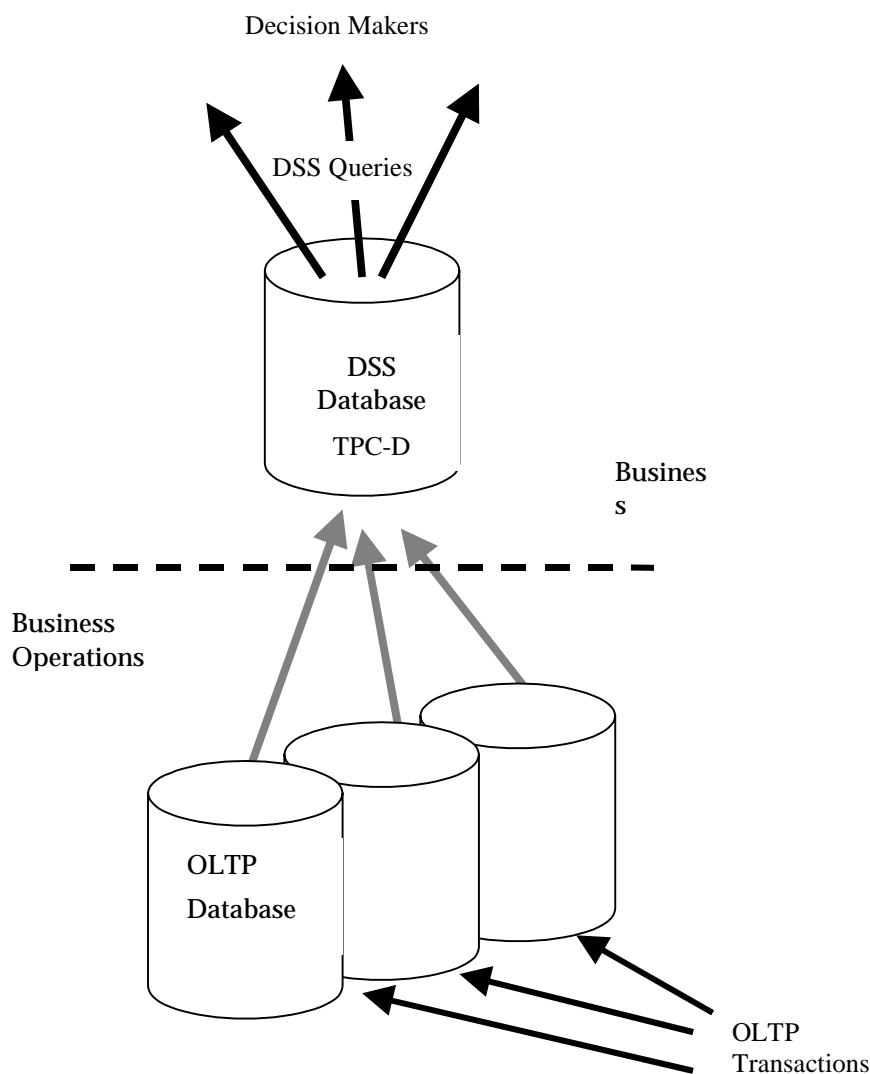 Decision Makers
DSS Queries
DSS
Database
TPC-D
Busines
s
Business
Operations
OLTP
Database
OLTP
Transactions